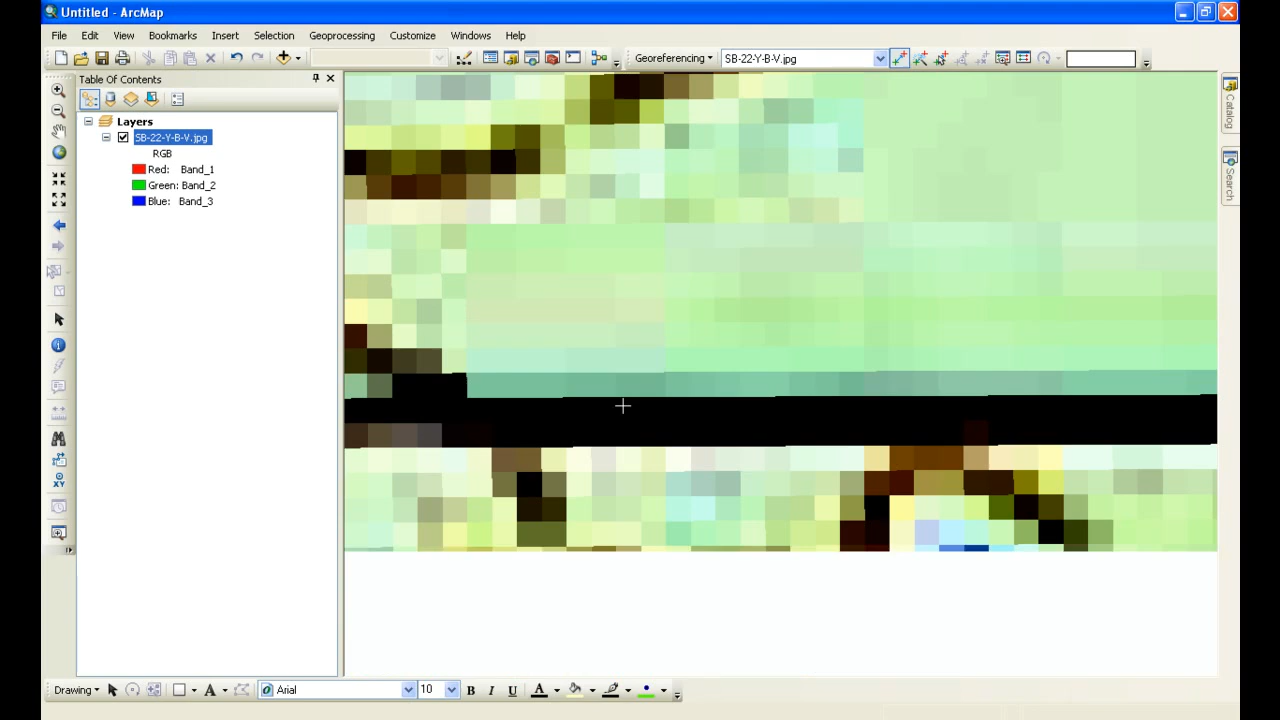 Untitled - ArcMap
File Edit View Bookmarks Insert Selection Geoprocessing Customize Windows Help
Georeferencing SB-22-Y-B-V.jpg
Table Of Contents
Layers
SB-22-Y-B-V.jpg
RGB
Red: Band_1
Green: Band_2
Blue: Band_3
Catalog
Search
Drawing A Arial 10 B I U A